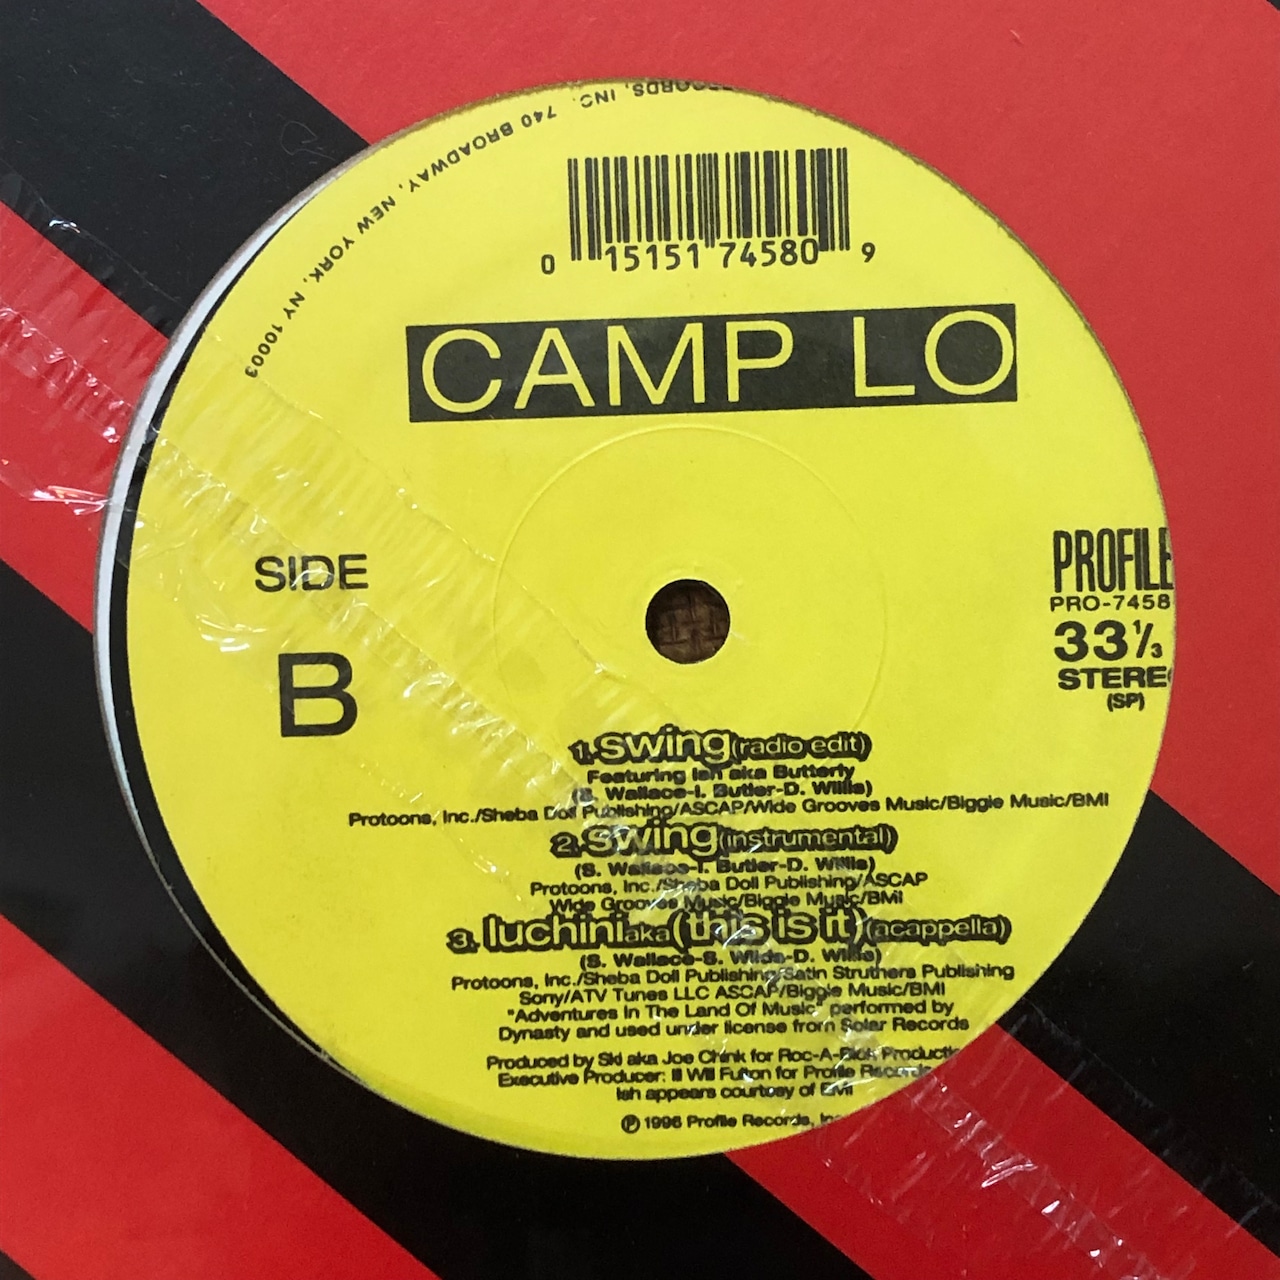 RECORDS, INC. 740 BROADWAY, NEW YORK, NY 10003
0 15151 74580 9
CAMP LO
SIDE
B
PROFILE
PRO-7458
33⅓
STEREO
(SP)
1. swing (radio edit)
Featuring Ish aka Butterfly
(S. Wallace-I. Butler-D. Willis)
Protoons, Inc./Sheba Doll Publishing/ASCAP/Wide Grooves Music/Biggie Music/BMI
2. swing (instrumental)
(S. Wallace-I. Butler-D. Willis)
Protoons, Inc./Sheba Doll Publishing/ASCAP
Wide Grooves Music/Biggie Music/BMI
3. luchini aka (this is it) (acappella)
(S. Wallace-S. Wilds-D. Willis)
Protoons, Inc./Sheba Doll Publishing/Satin Struthers Publishing
Sony/ATV Tunes LLC ASCAP/Biggie Music/BMI
"Adventures In The Land Of Music" performed by
Dynasty and used under license from Solar Records
Produced by Ski aka Joe Chink for Roc-A-Blok Productio
Executive Producer: Ill Will Fulton for Profile Records
Ish appears courtesy of EMI
℗ 1996 Profile Records, Inc